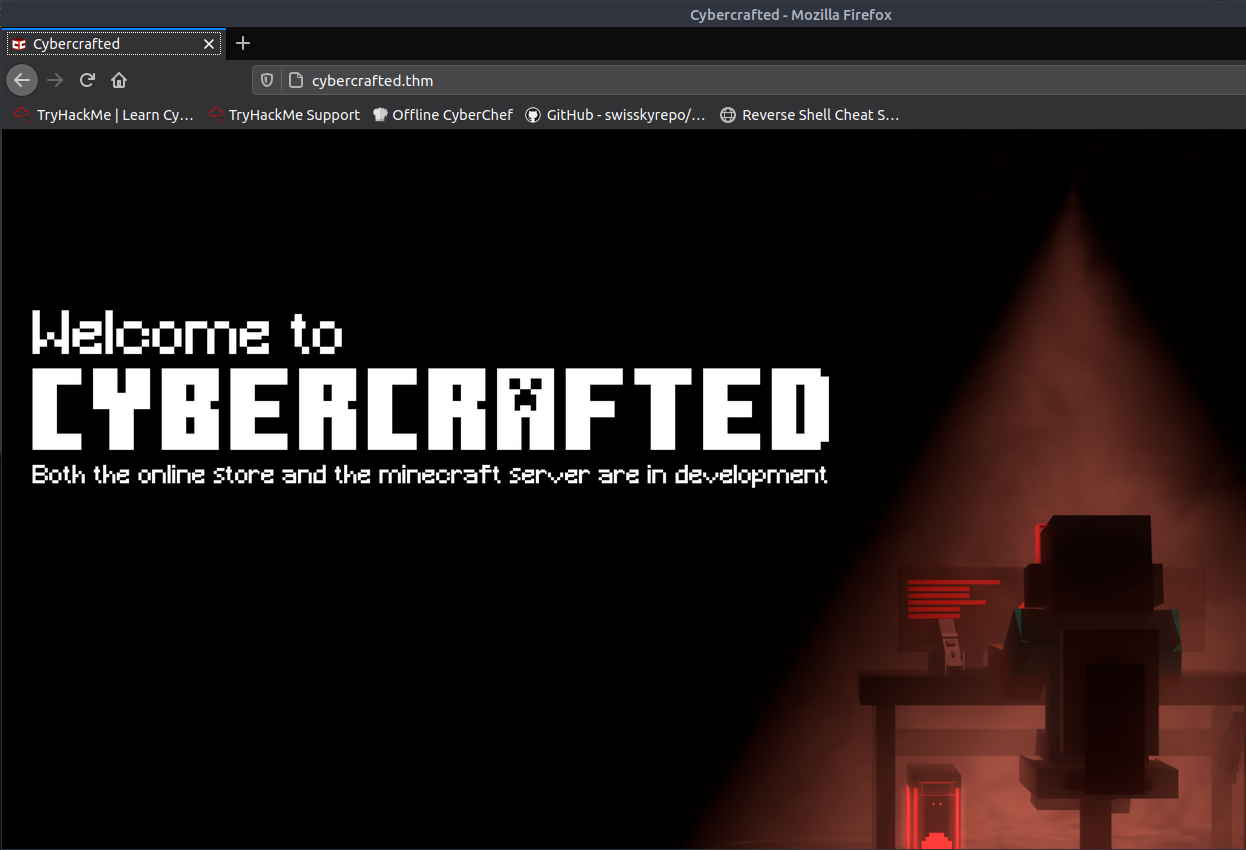 Cybercrafted - Mozilla Firefox
Cybercrafted
cybercrafted.thm
TryHackMe | Learn Cy… TryHackMe Support Offline CyberChef GitHub - swisskyrepo/… Reverse Shell Cheat S…
Welcome to
CYBERCRAFTED
Both the online store and the minecraft server are in development